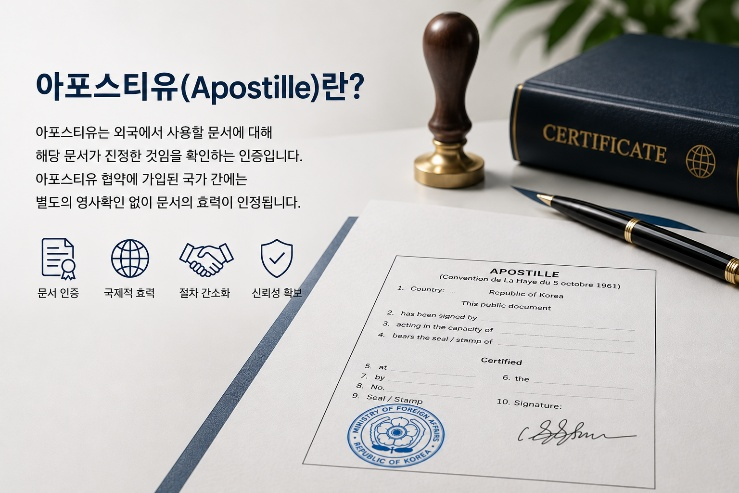 아포스티유(Apostille)란?
아포스티유는 외국에서 사용할 문서에 대해
해당 문서가 진정한 것임을 확인하는 인증입니다.
아포스티유 협약에 가입된 국가 간에는
별도의 영사확인 없이 문서의 효력이 인정됩니다.
문서 인증
국제적 효력
절차 간소화
신뢰성 확보
CERTIFICATE
APOSTILLE
(Convention de La Haye du 5 octobre 1961)
1. Country: Republic of Korea
This public document
2. has been signed by
3. acting in the capacity of
4. bears the seal / stamp of
Certified
5. at
6. the
7. by
8. No.
9. Seal / Stamp
10. Signature:
MINISTRY OF FOREIGN AFFAIRS
REPUBLIC OF KOREA